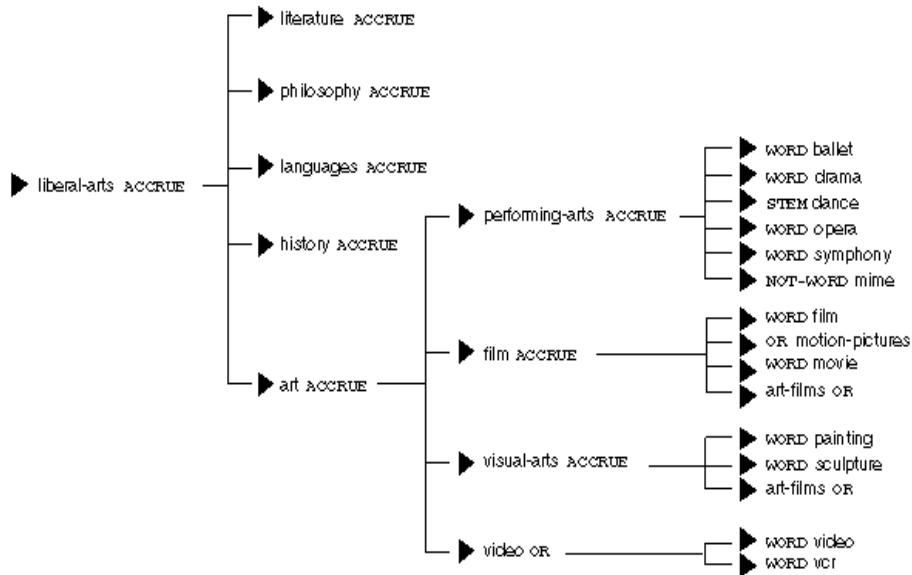 literature ACCRUE
philosophy ACCRUE
languages ACCRUE
liberal-arts ACCRUE
history ACCRUE
art ACCRUE
performing-arts ACCRUE
WORD ballet
WORD drama
STEM dance
WORD opera
WORD symphony
NOT-WORD mime
film ACCRUE
WORD film
OR motion-pictures
WORD movie
art-films OR
visual-arts ACCRUE
WORD painting
WORD sculpture
art-films OR
video OR
WORD video
WORD vcr